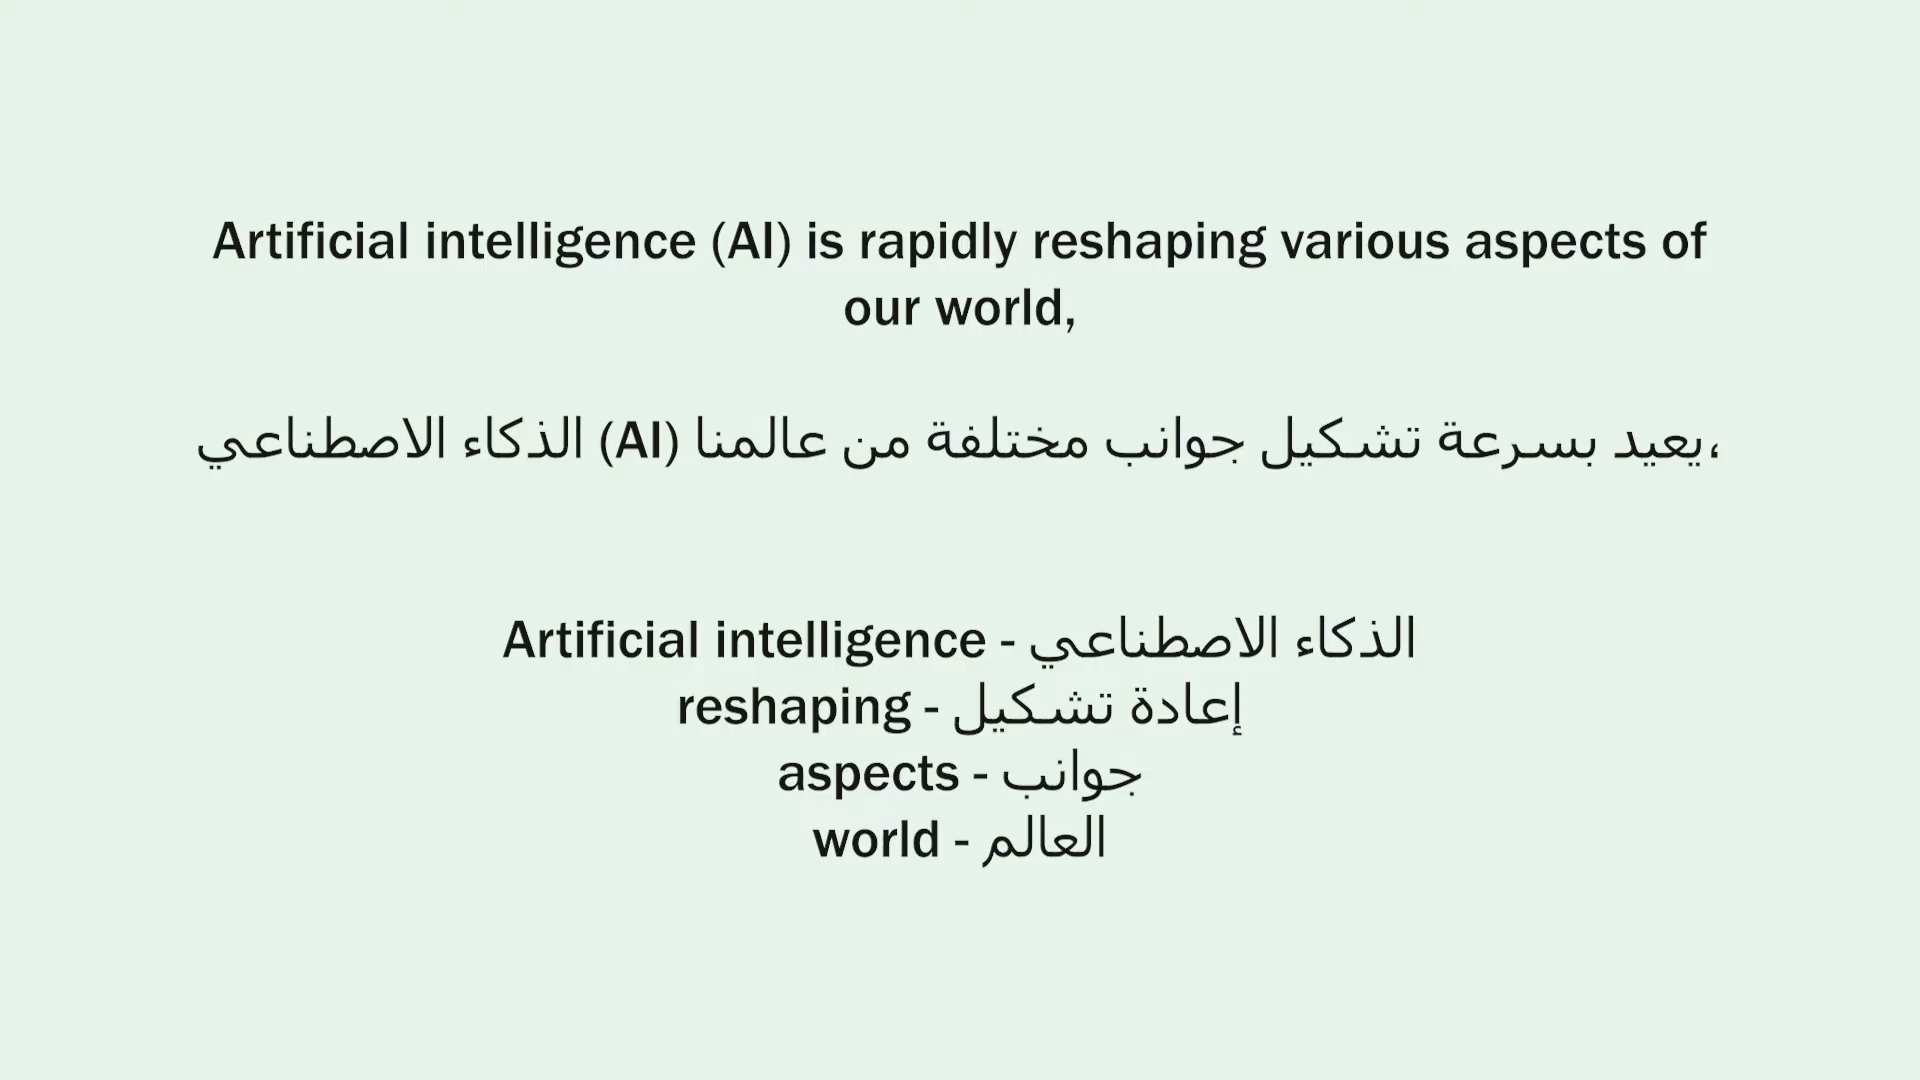 Artificial intelligence (AI) is rapidly reshaping various aspects of
our world,
الذكاء الاصطناعي (AI) يعيد بسرعة تشكيل جوانب مختلفة من عالمنا،
Artificial intelligence - الذكاء الاصطناعي
reshaping - إعادة تشكيل
aspects - جوانب
world - العالم